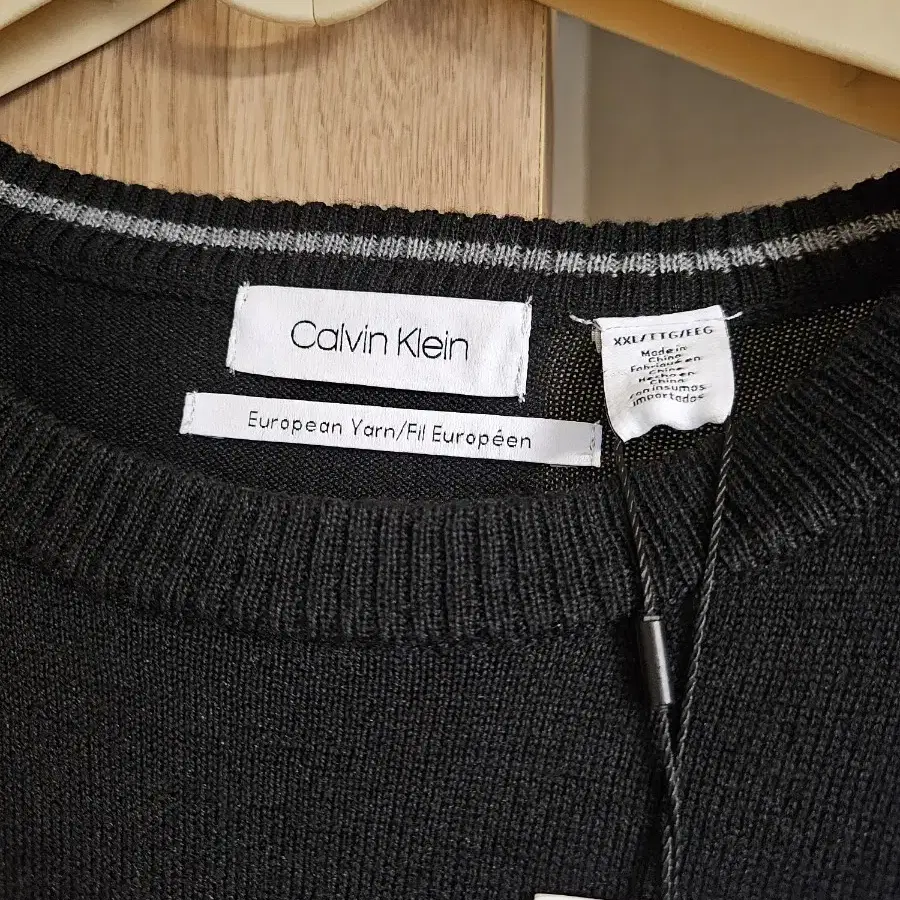 Calvin Klein
European Yarn/Fil Européen
XXL/TTG/EEG
Made in
China
Fabriqué en
Chine
Hecho en
China
con insumos
importados